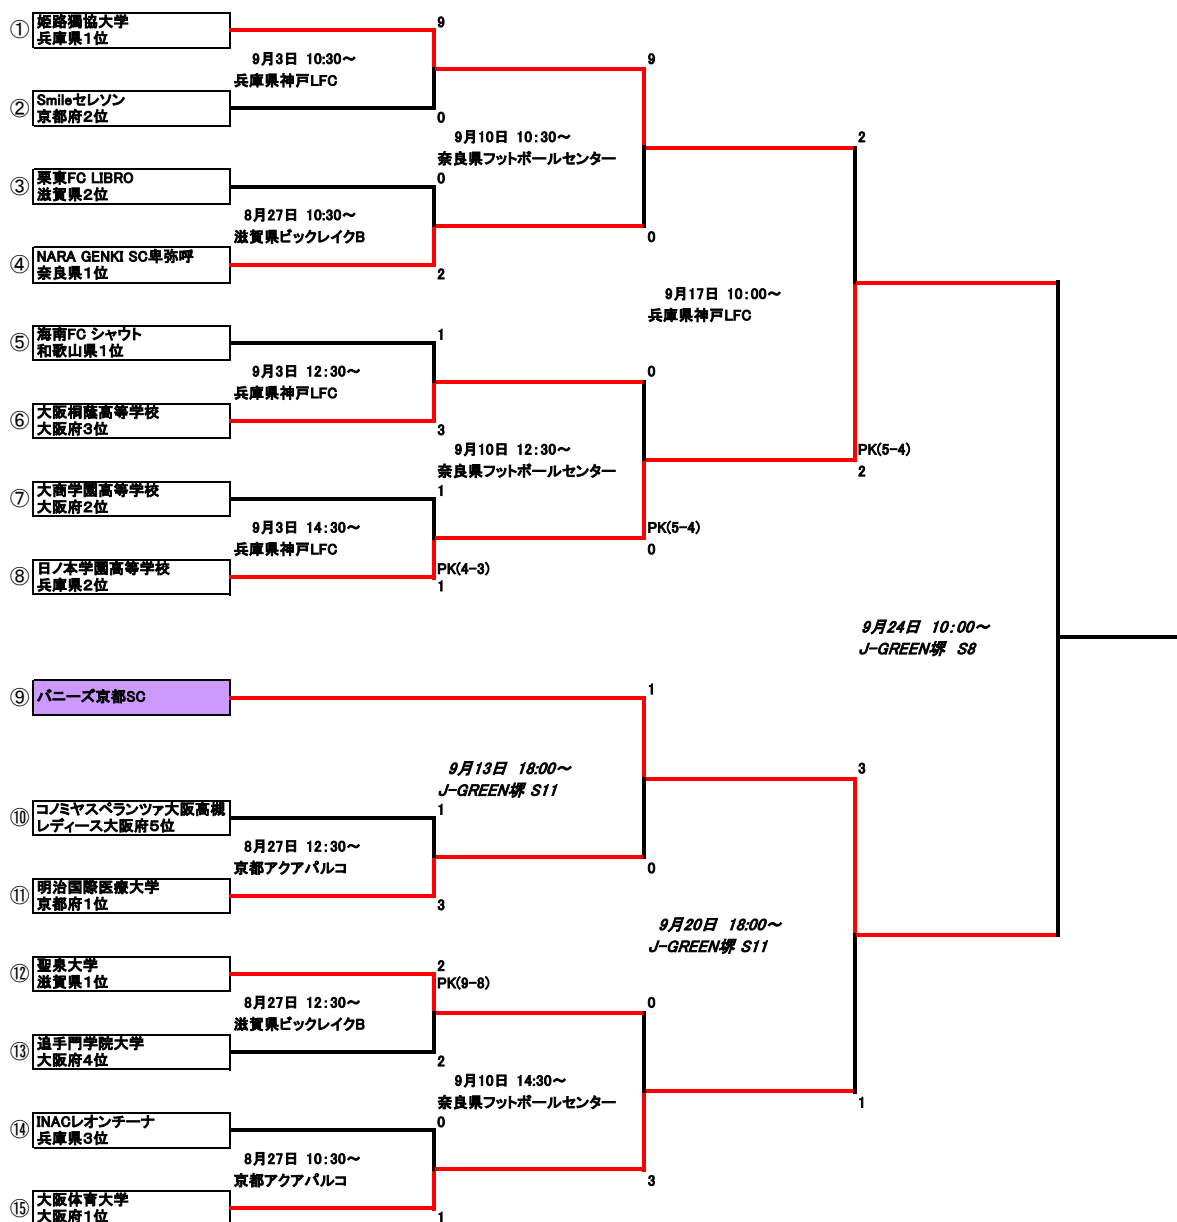 ① 姫路獨協大学
兵庫県1位
9
9月3日 10:30～
兵庫県神戸LFC
9
② Smileセレソン
京都府2位
0
9月10日 10:30～
奈良県フットボールセンター
2
③栗東FC LIBRO
滋賀県2位
0
8月27日 10:30～
滋賀県ビックレイクB
0
④ NARA GENKI SC卑弥呼
奈良県1位
2
9月17日 10:00～
兵庫県神戸LFC
⑤ 海南FC シャウト
和歌山県1位
1
9月3日 12:30～
兵庫県神戸LFC
0
⑥ 大阪桐蔭高等学校
大阪府3位
3
9月10日 12:30～
奈良県フットボールセンター
PK(5-4)
2
⑦ 大商学園高等学校
大阪府2位
1
9月3日 14:30～
兵庫県神戸LFC
PK(5-4)
0
⑧ 日ノ本学園高等学校
兵庫県2位
PK(4-3)
1
9月24日 10:00～
J-GREEN堺 S8
⑨ バニーズ京都SC
1
9月13日 18:00～
J-GREEN堺 S11
3
⑩ コノミヤスペランツァ大阪高槻
レディース大阪府5位
1
8月27日 12:30～
京都アクアパルコ
0
⑪ 明治国際医療大学
京都府1位
3
9月20日 18:00～
J-GREEN堺 S11
⑫ 聖泉大学
滋賀県1位
2
PK(9-8)
8月27日 12:30～
滋賀県ビックレイクB
0
⑬ 追手門学院大学
大阪府4位
2
9月10日 14:30～
奈良県フットボールセンター
1
⑭ INACレオンチーナ
兵庫県3位
0
8月27日 10:30～
京都アクアパルコ
3
⑮ 大阪体育大学
大阪府1位
1